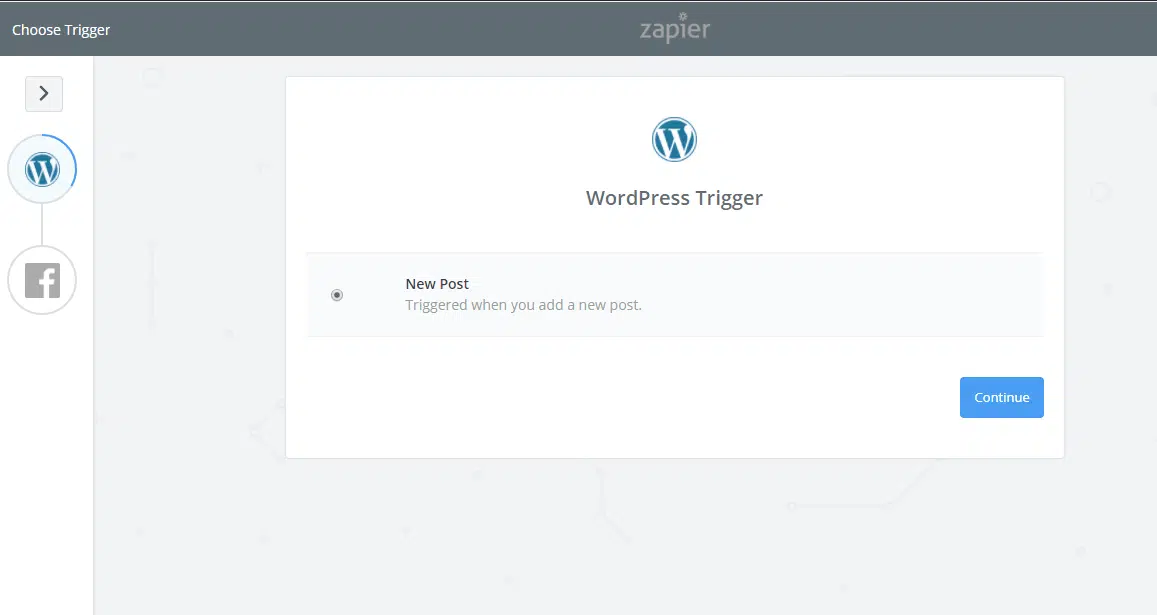 Choose Trigger
zapier
WordPress Trigger
New Post
Triggered when you add a new post.
Continue